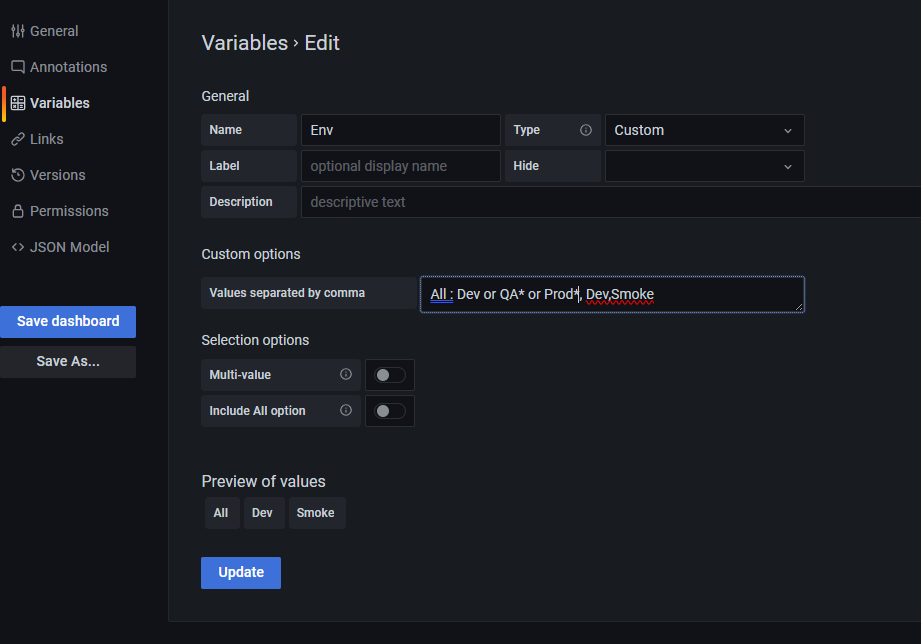 General
Annotations
Variables
Links
Versions
Permissions
JSON Model
Save dashboard
Save As...
Variables › Edit
General
Name Env Type Custom
Label optional display name Hide
Description descriptive text
Custom options
Values separated by comma All : Dev or QA* or Prod*, Dev,Smoke
Selection options
Multi-value
Include All option
Preview of values
All Dev Smoke
Update